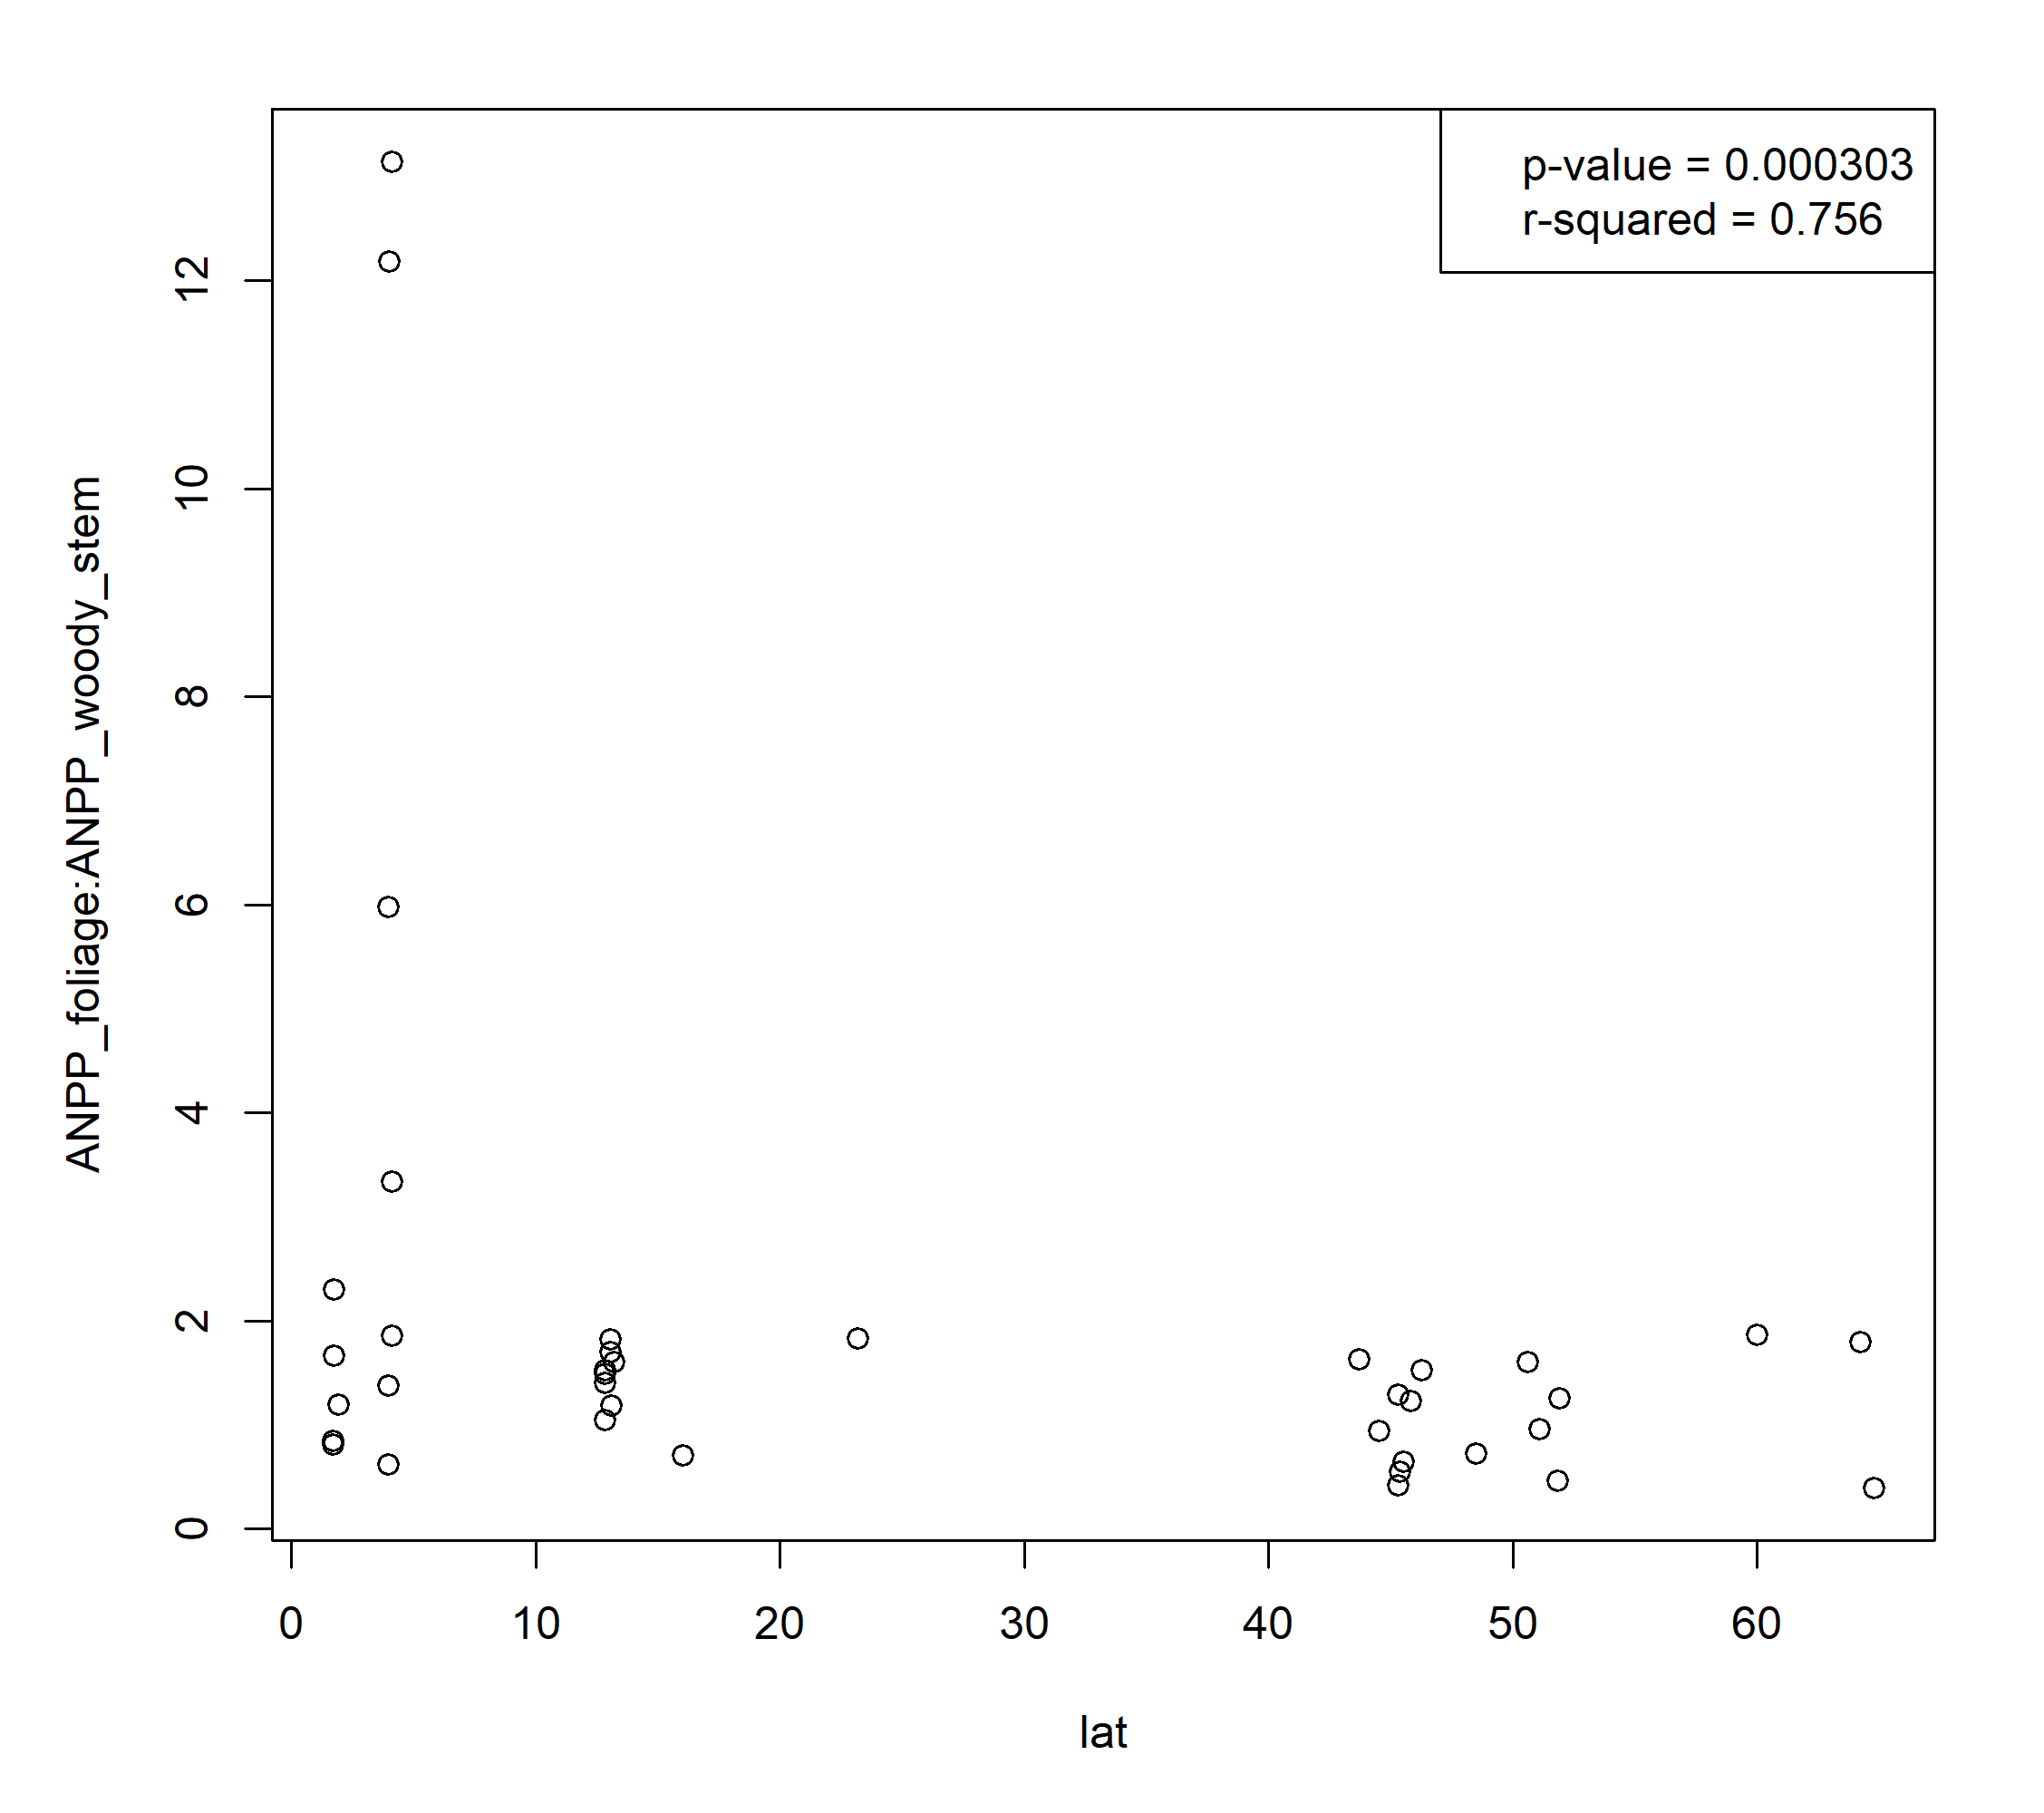 p-value = 0.000303
r-squared = 0.756
ANPP_foliage:ANPP_woody_stem
12
10
8
6
4
2
0
0 10 20 30 40 50 60
lat